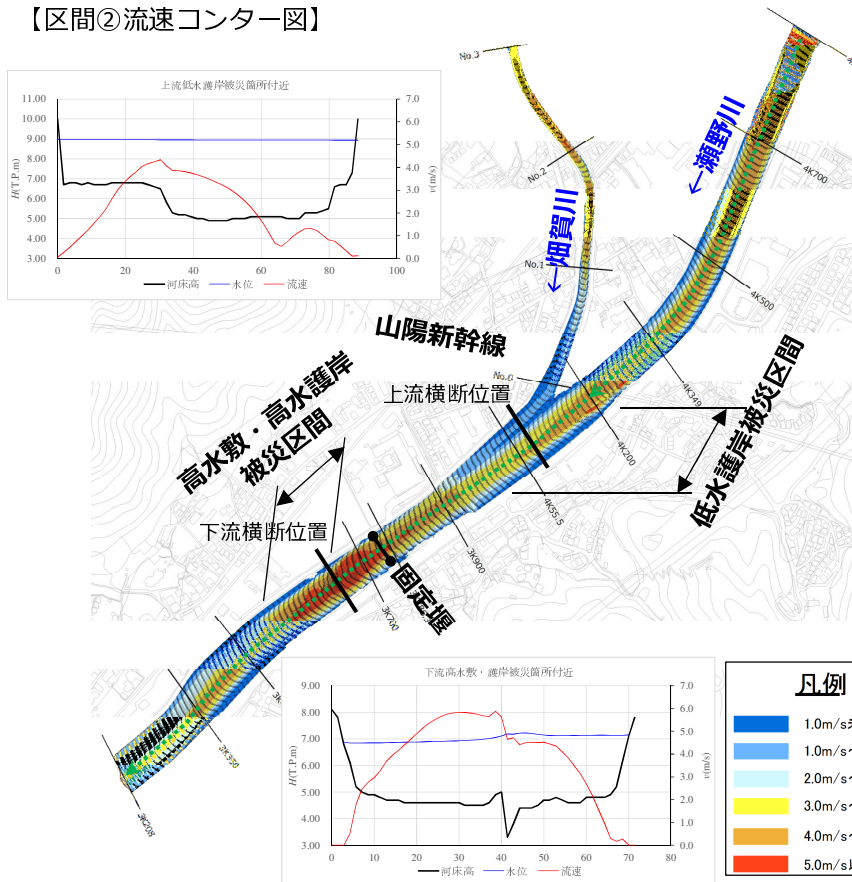 【区間②流速コンター図】
上流低水護岸被災箇所付近
H(T.P.m)
11.00
10.00
9.00
8.00
7.00
6.00
5.00
4.00
3.00
7.0
6.0
5.0
4.0
3.0
2.0
1.0
0.0
v(m/s)
0 20 40 60 80 100
河床高 水位 流速
No.3
No.2
No.1
No.0
←瀬野川
←畑賀川
4K700
4K500
4K349
4K200
4K55.5
3K900
3K700
3K350
3K208
山陽新幹線
上流横断位置
低水護岸被災区間
高水敷・高水護岸
被災区間
下流横断位置
固定堰
下流高水敷・護岸被災箇所付近
H(T.P.m)
9.00
8.00
7.00
6.00
5.00
4.00
3.00
7.0
6.0
5.0
4.0
3.0
2.0
1.0
0.0
v(m/s)
0 10 20 30 40 50 60 70 80
河床高 水位 流速
凡例
1.0m/s
1.0m/s~
2.0m/s~
3.0m/s~
4.0m/s~
5.0m/s